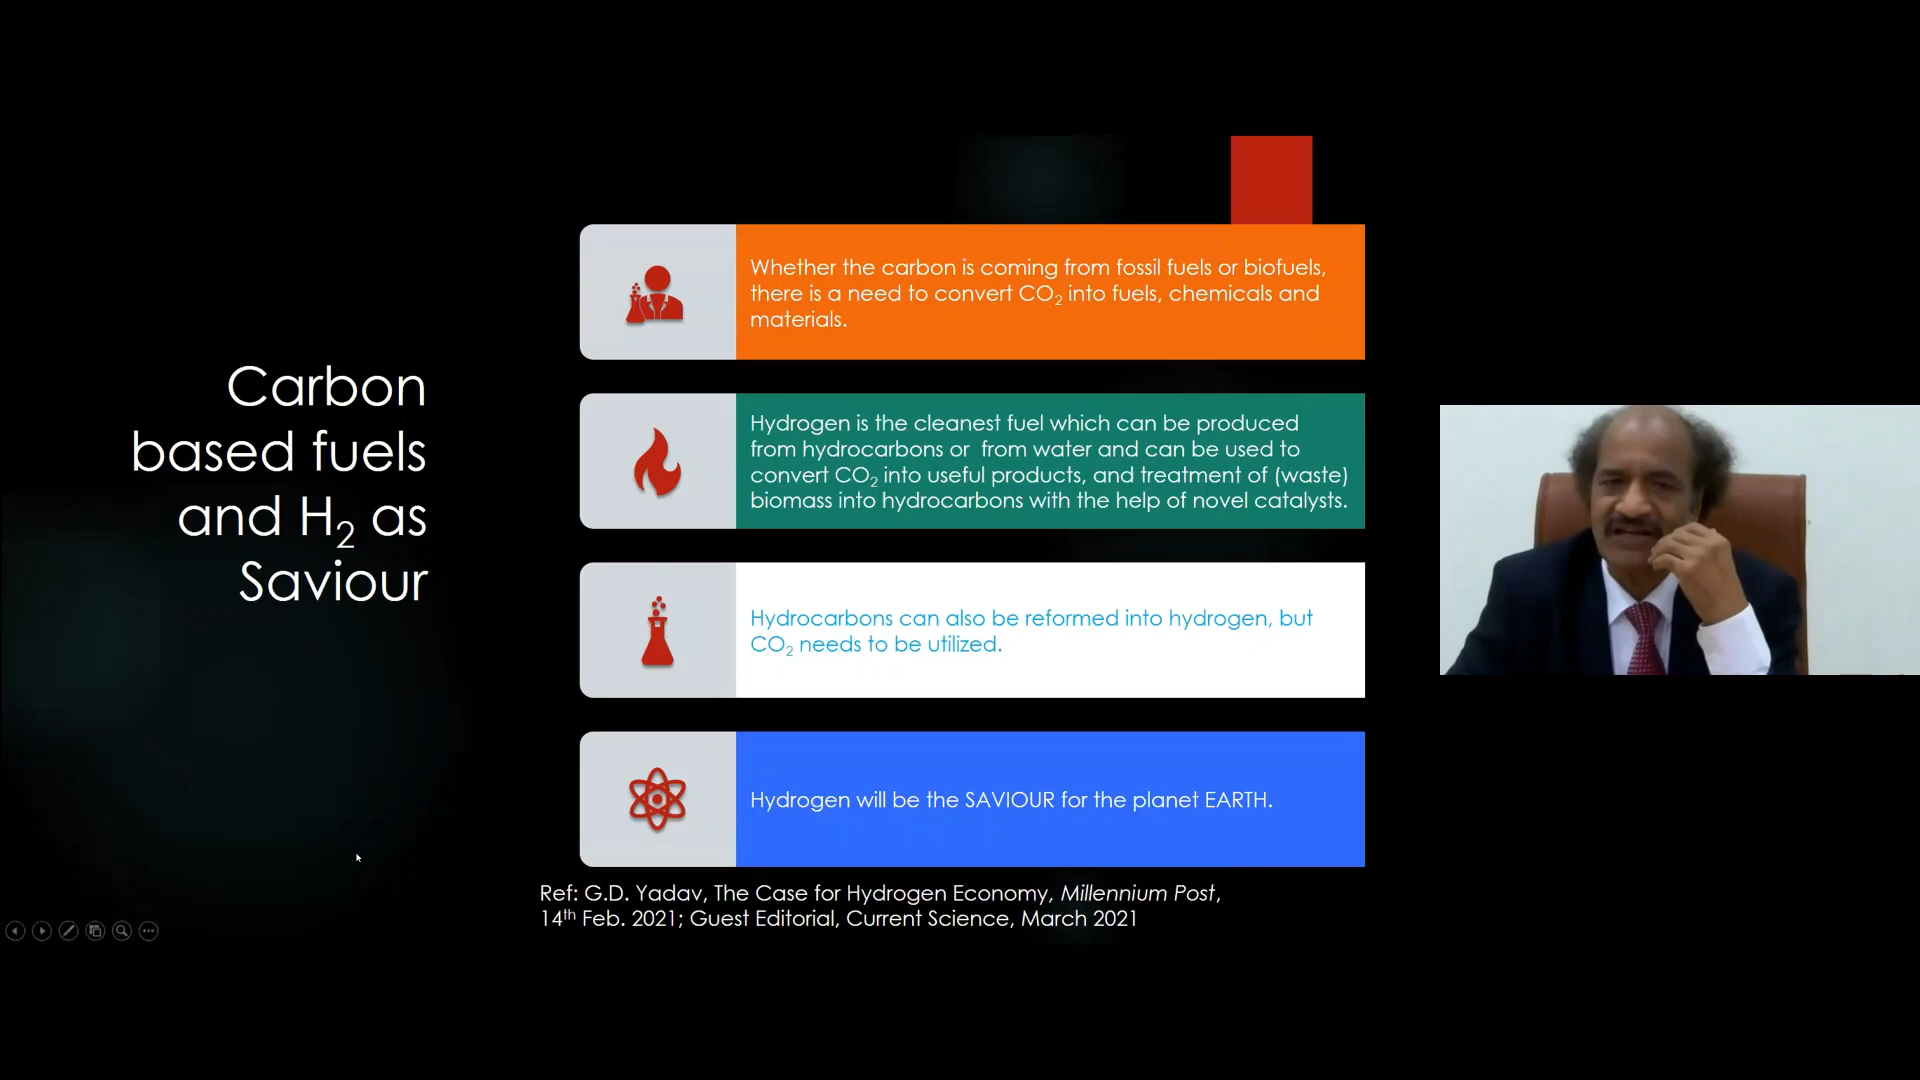 Carbon
based fuels
and H₂ as
Saviour
Whether the carbon is coming from fossil fuels or biofuels,
there is a need to convert CO₂ into fuels, chemicals and
materials.
Hydrogen is the cleanest fuel which can be produced
from hydrocarbons or from water and can be used to
convert CO₂ into useful products, and treatment of (waste)
biomass into hydrocarbons with the help of novel catalysts.
Hydrocarbons can also be reformed into hydrogen, but
CO₂ needs to be utilized.
Hydrogen will be the SAVIOUR for the planet EARTH.
Ref: G.D. Yadav, The Case for Hydrogen Economy, Millennium Post,
14th Feb. 2021; Guest Editorial, Current Science, March 2021